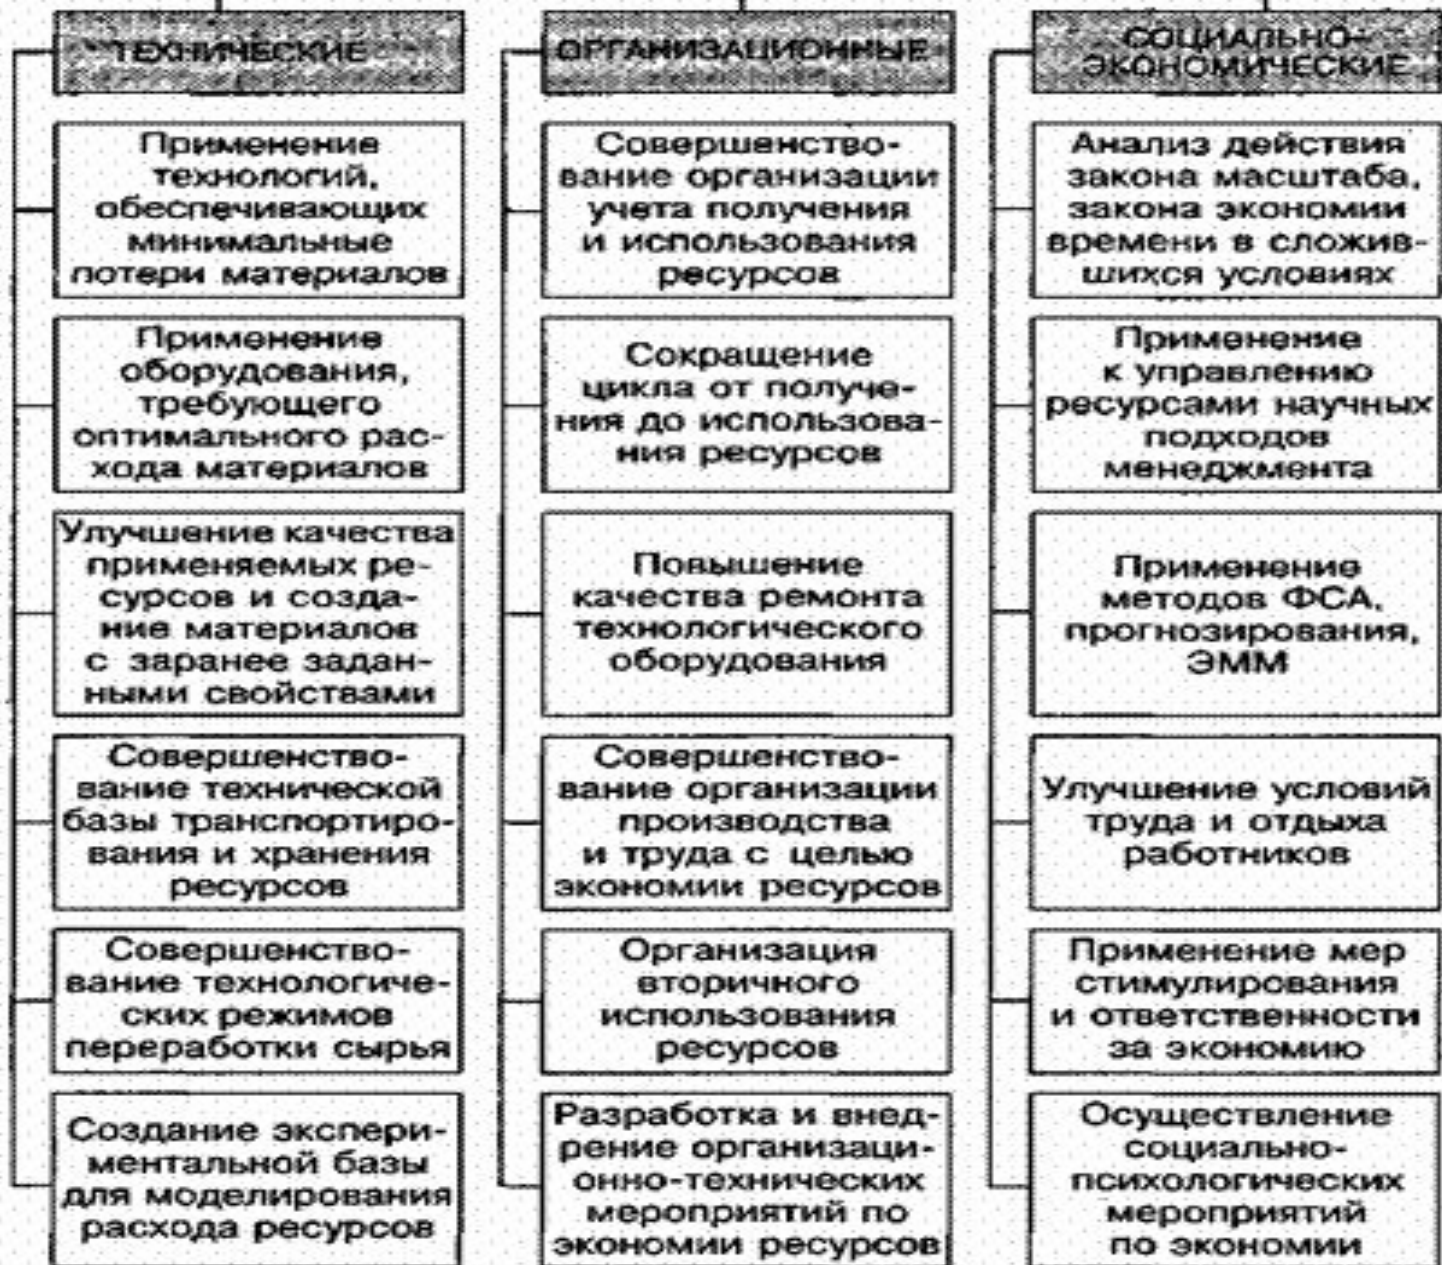 ТЕХНИЧЕСКИЕ
Применение
технологий,
обеспечивающих
минимальные
потери материалов
Применение
оборудования,
требующего
оптимального рас-
хода материалов
Улучшение качества
применяемых ре-
сурсов и созда-
ние материалов
с заранее задан-
ными свойствами
Совершенство-
вание технической
базы транспортиро-
вания и хранения
ресурсов
Совершенство-
вание технологиче-
ских режимов
переработки сырья
Создание экспери-
ментальной базы
для моделирования
расхода ресурсов
ОРГАНИЗАЦИОННЫЕ
Совершенство-
вание организации
учета получения
и использования
ресурсов
Сокращение
цикла от получе-
ния до использова-
ния ресурсов
Повышение
качества ремонта
технологического
оборудования
Совершенство-
вание организации
производства
и труда с целью
экономии ресурсов
Организация
вторичного
использования
ресурсов
Разработка и внед-
рение организаци-
онно-технических
мероприятий по
экономии ресурсов
СОЦИАЛЬНО-
ЭКОНОМИЧЕСКИЕ
Анализ действия
закона масштаба,
закона экономии
времени в сложив-
шихся условиях
Применение
к управлению
ресурсами научных
подходов
менеджмента
Применение
методов ФСА,
прогнозирования,
ЭММ
Улучшение условий
труда и отдыха
работников
Применение мер
стимулирования
и ответственности
за экономию
Осуществление
социально-
психологических
мероприятий
по экономии